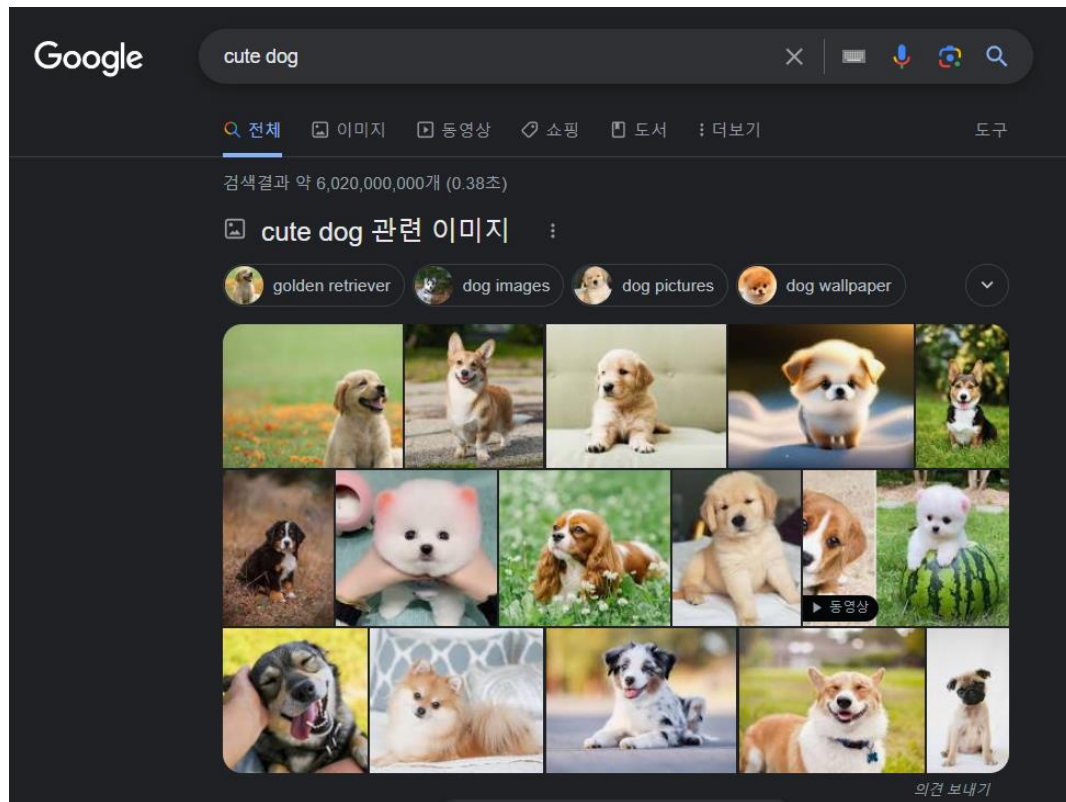 Google
cute dog
전체 이미지 동영상 쇼핑 도서 더보기 도구
검색결과 약 6,020,000,000개 (0.38초)
cute dog 관련 이미지
golden retriever dog images dog pictures dog wallpaper
동영상
의견 보내기